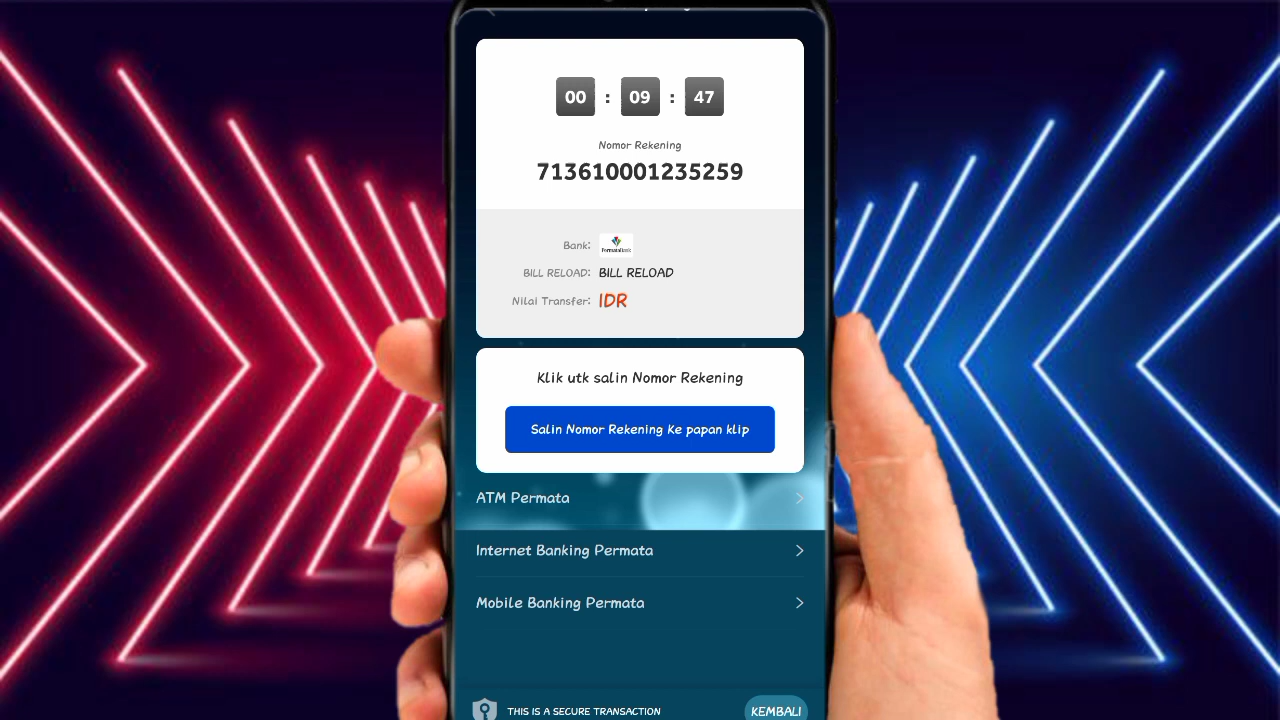 00 : 09 : 47
Nomor Rekening
713610001235259
Bank: PermataBank
BILL RELOAD: BILL RELOAD
Nilai Transfer: IDR
Klik utk salin Nomor Rekening
Salin Nomor Rekening Ke papan klip
ATM Permata
Internet Banking Permata
Mobile Banking Permata
THIS IS A SECURE TRANSACTION
KEMBALI